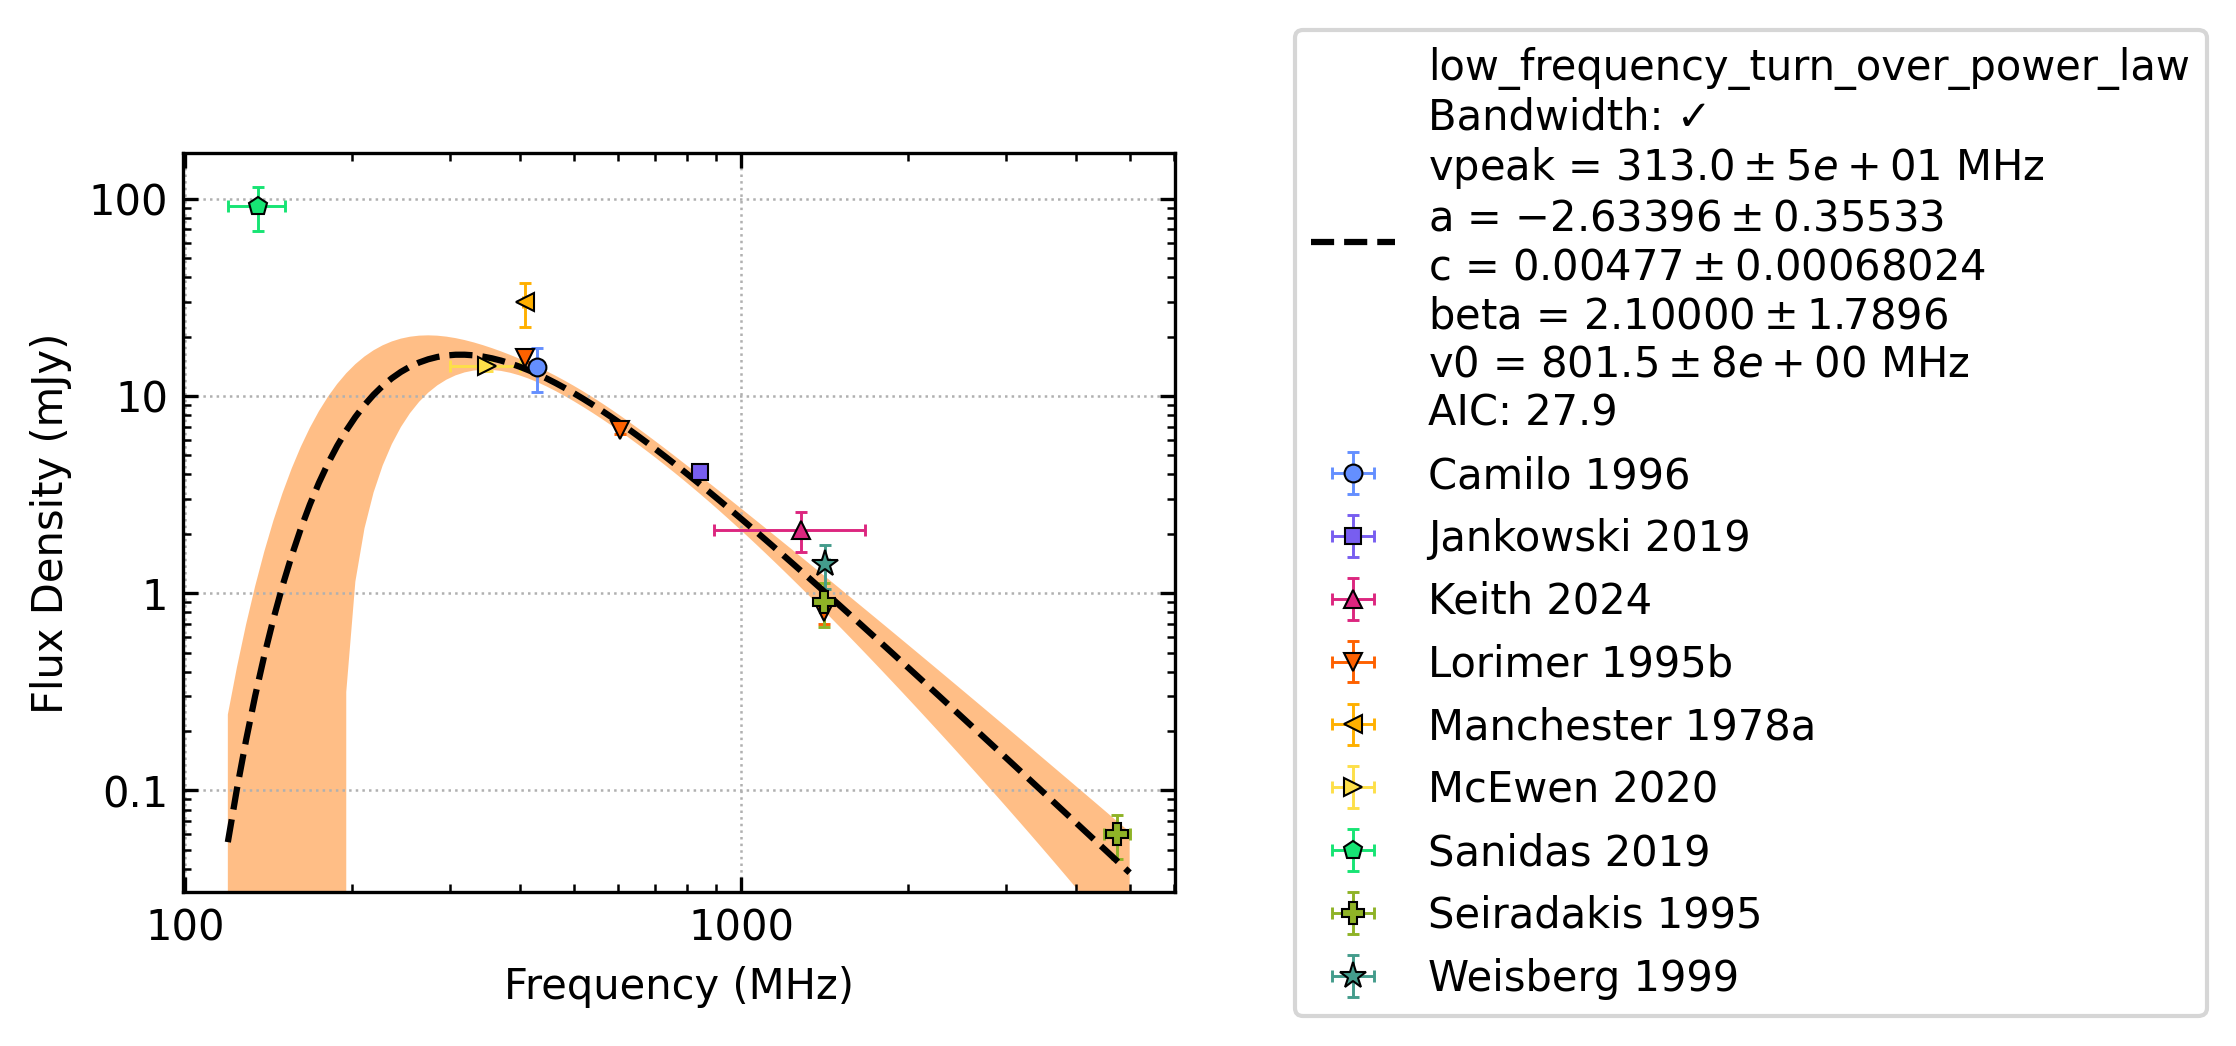 100
10
1
0.1
100
1000
Flux Density (mJy)
Frequency (MHz)
low_frequency_turn_over_power_law
Bandwidth: ✓
vpeak = 313.0 ± 5e + 01 MHz
a = −2.63396 ± 0.35533
c = 0.00477 ± 0.00068024
beta = 2.10000 ± 1.7896
v0 = 801.5 ± 8e + 00 MHz
AIC: 27.9
Camilo 1996
Jankowski 2019
Keith 2024
Lorimer 1995b
Manchester 1978a
McEwen 2020
Sanidas 2019
Seiradakis 1995
Weisberg 1999